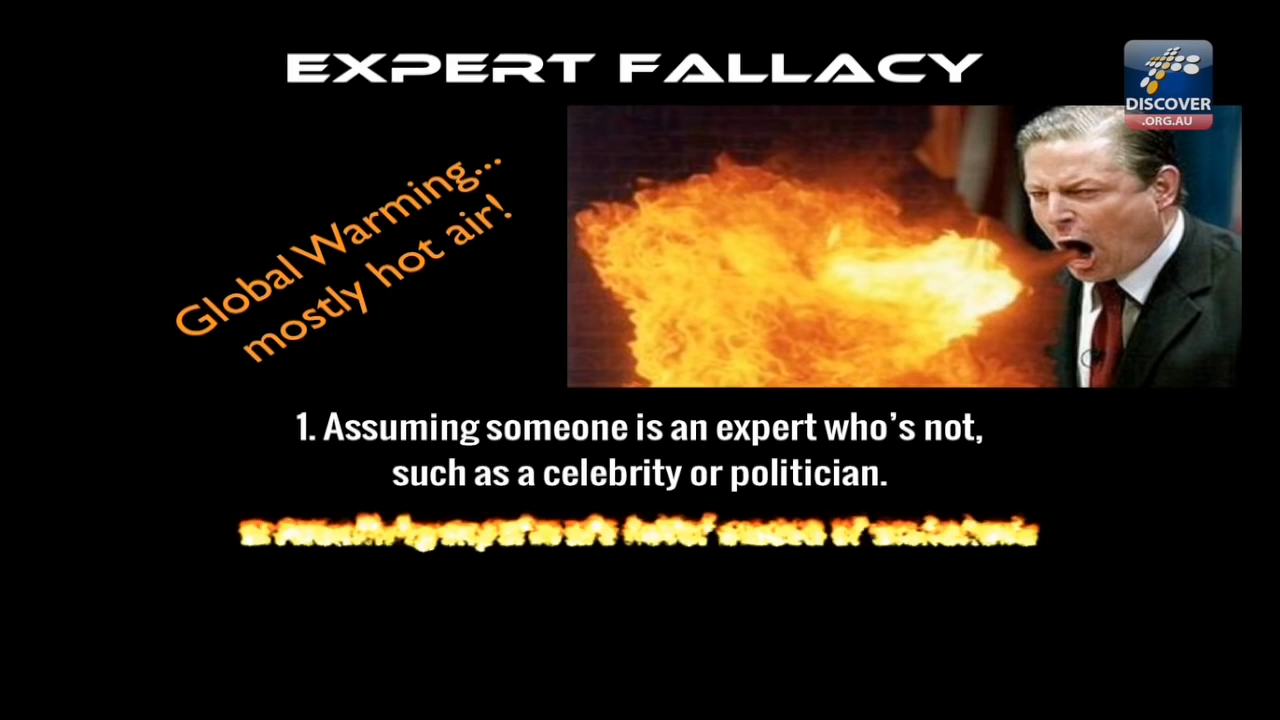 EXPERT FALLACY
DISCOVER
.ORG.AU
Global Warming...
mostly hot air!
1. Assuming someone is an expert who's not,
such as a celebrity or politician.